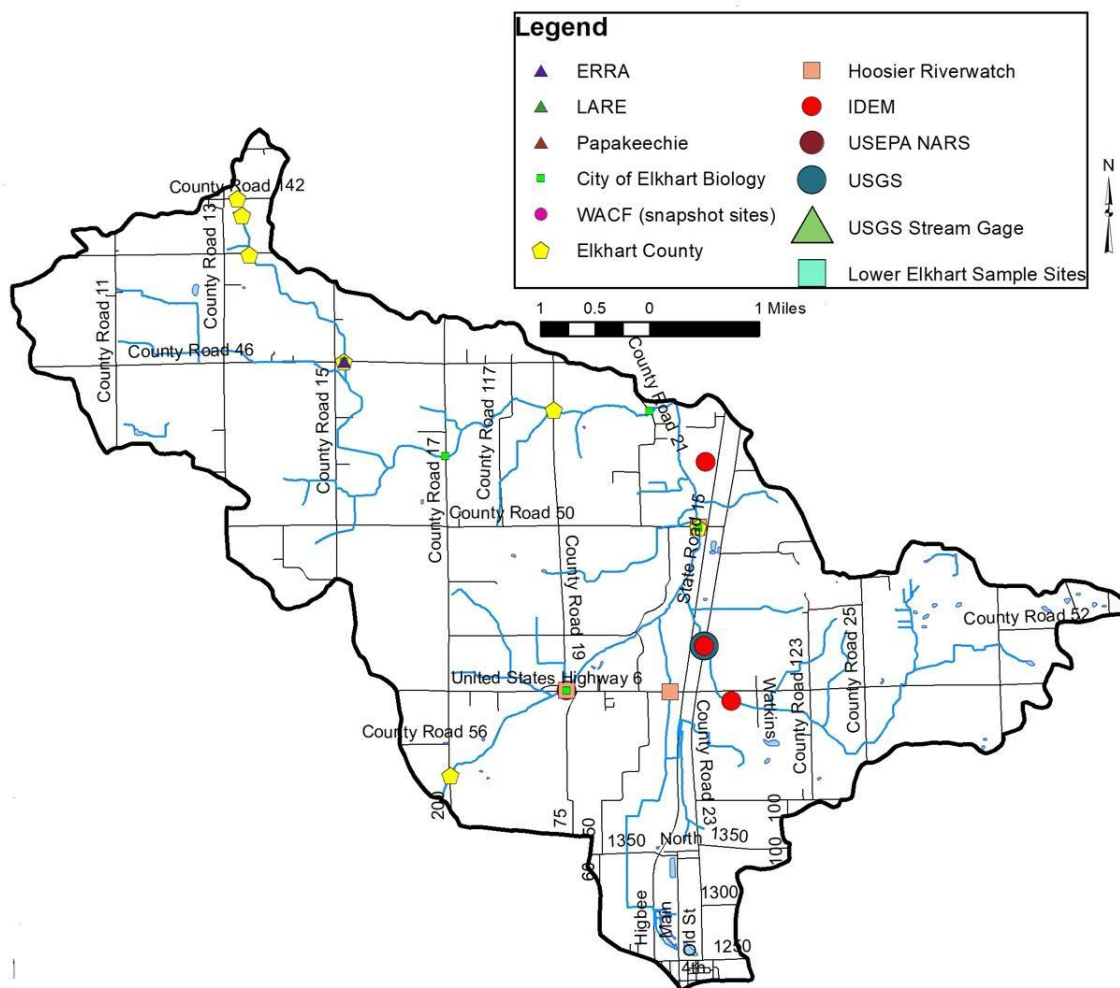 Legend
ERRA
LARE
Papakeechie
City of Elkhart Biology
WACF (snapshot sites)
Elkhart County
Hoosier Riverwatch
IDEM
USEPA NARS
USGS
USGS Stream Gage
Lower Elkhart Sample Sites
N
1 0.5 0 1 Miles
County Road 142
County Road 13
County Road 11
County Road 46
County Road 15
County Road 17
County Road 117
County Road 21
County Road 50
State Road 15
County Road 19
County Road 52
County Road 25
County Road 123
United States Highway 6
Watkins
County Road 56
County Road 23
200
75
50
60
1350
North
1350
100
100
1300
Higbee
Main
Old St
1250
4th